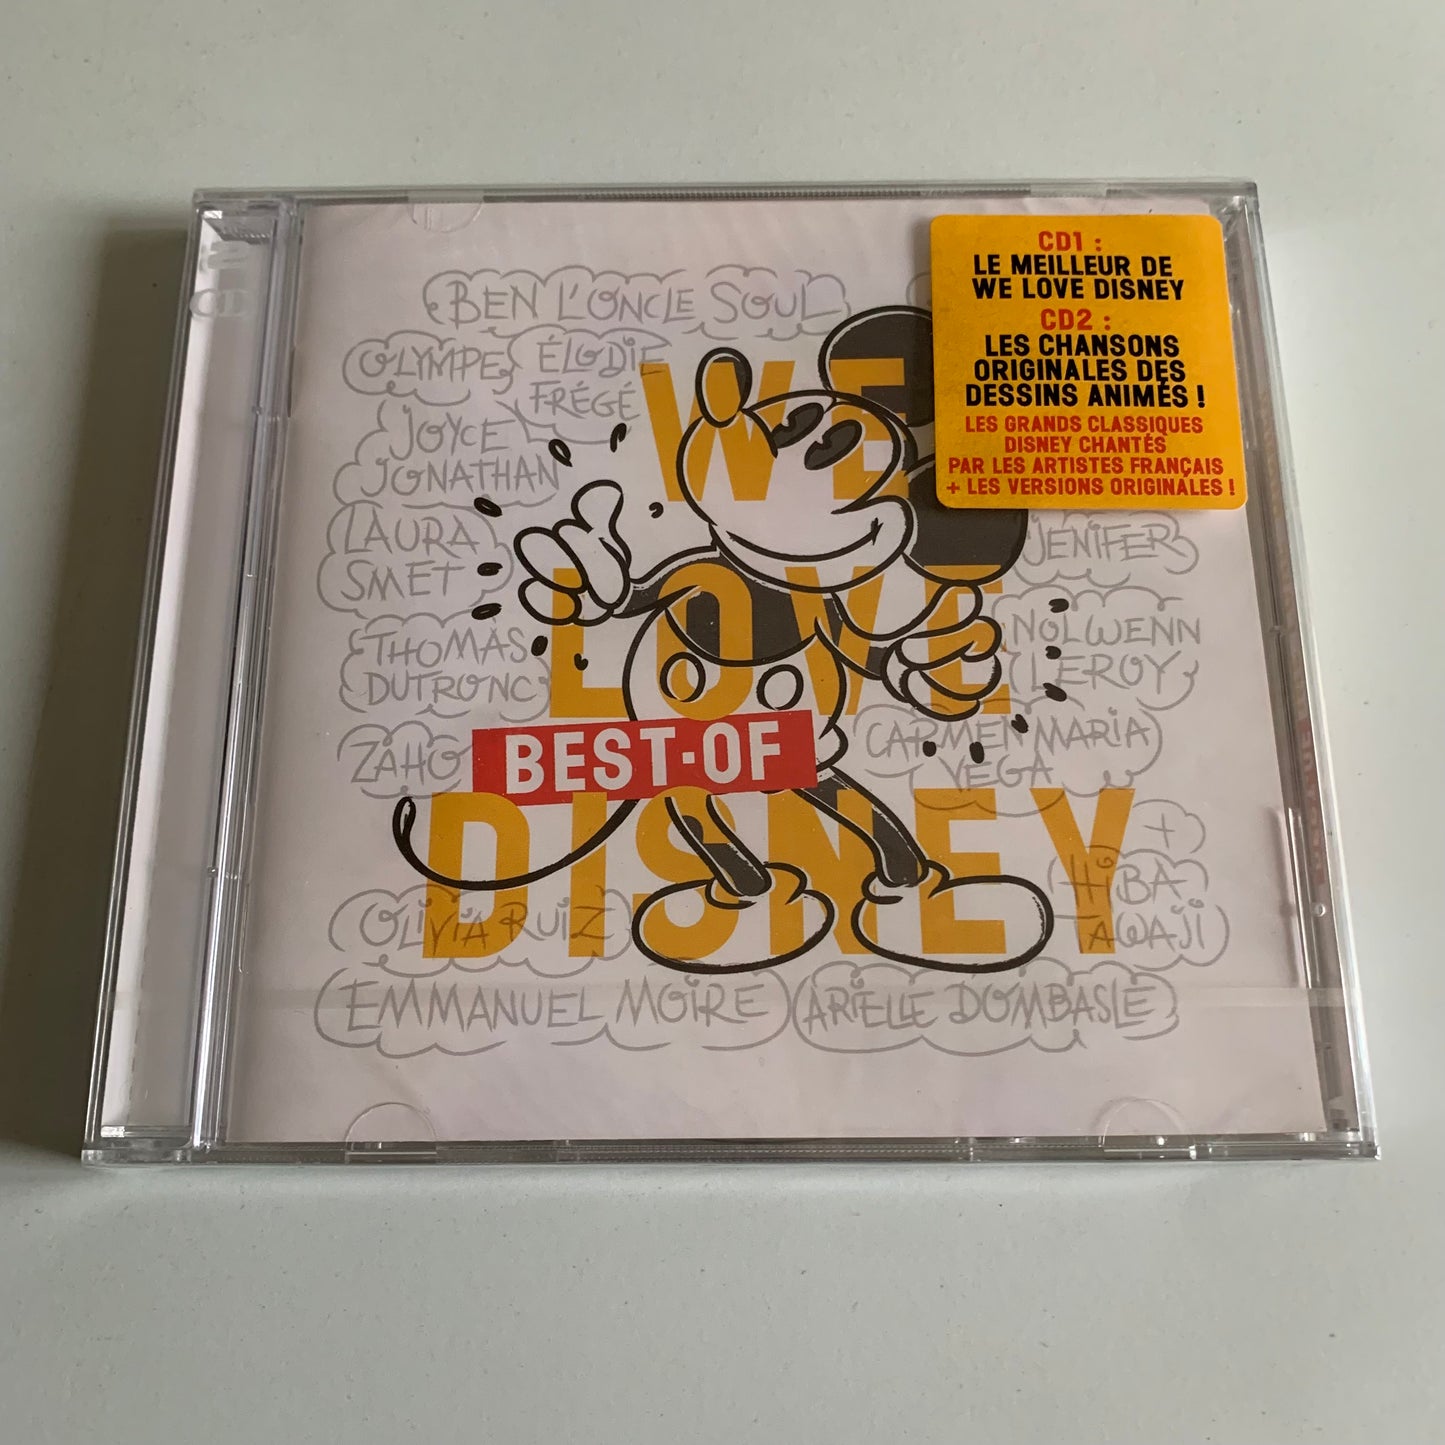 CD1 :
LE MEILLEUR DE
WE LOVE DISNEY
CD2 :
LES CHANSONS
ORIGINALES DES
DESSINS ANIMÉS !
LES GRANDS CLASSIQUES
DISNEY CHANTÉS
PAR LES ARTISTES FRANÇAIS
+ LES VERSIONS ORIGINALES !
BEN L'ONCLE SOUL
OLYMPE
ÉLODIE
FRÉGÉ
JOYCE
JONATHAN
LAURA
SMET
THOMAS
DUTRONC
ZAHO
JENIFER
NOLWENN
LEROY
CARMEN MARIA
VEGA
WE
LOVE
BEST-OF
DISNEY
+
HIBA
TAWAJI
OLIVIA RUIZ
EMMANUEL MOIRE
ARIELLE DOMBASLE
2
CD